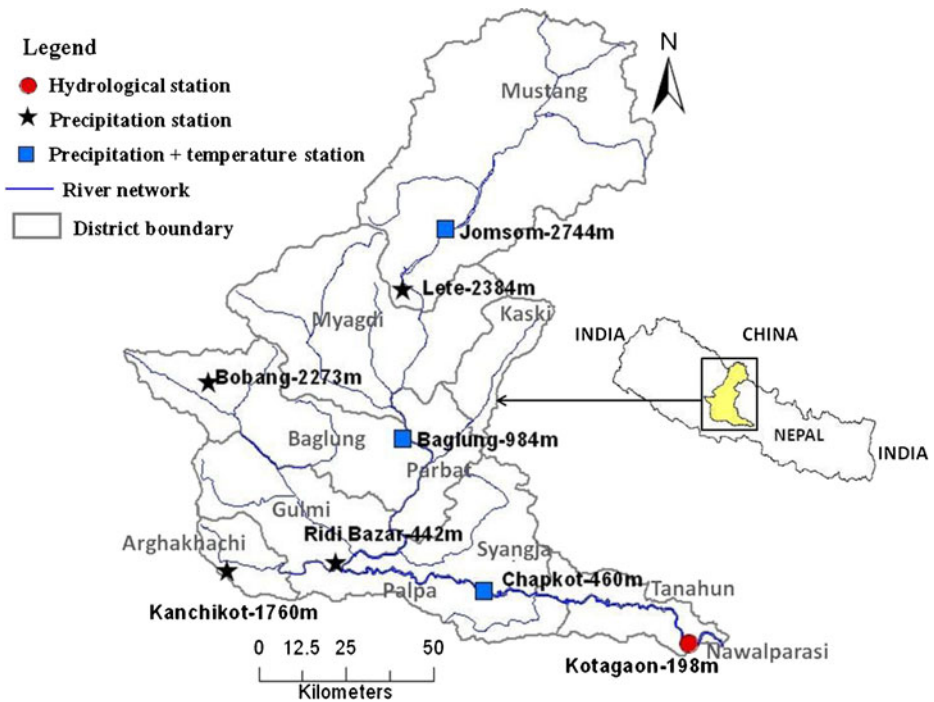 Legend
Hydrological station
Precipitation station
Precipitation + temperature station
River network
District boundary
N
Mustang
Jomsom-2744m
Lete-2384m
Kaski
Myagdi
Bobang-2273m
Baglung
Baglung-984m
Parbat
Gulmi
Ridi Bazar-442m
Arghakhachi
Syangja
Chapkot-460m
Palpa
Tanahun
Kanchikot-1760m
Nawalparasi
Kotagaon-198m
0 12.5 25 50
Kilometers
INDIA
CHINA
NEPAL
INDIA